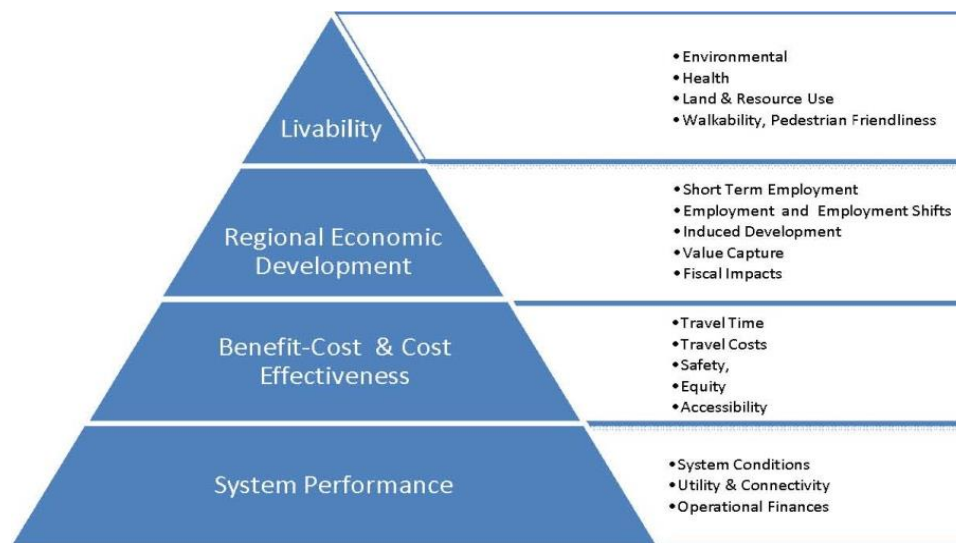 Livability
• Environmental
• Health
• Land & Resource Use
• Walkability, Pedestrian Friendliness
Regional Economic
Development
• Short Term Employment
• Employment and Employment Shifts
• Induced Development
• Value Capture
• Fiscal Impacts
Benefit-Cost & Cost
Effectiveness
• Travel Time
• Travel Costs
• Safety,
• Equity
• Accessibility
System Performance
• System Conditions
• Utility & Connectivity
• Operational Finances